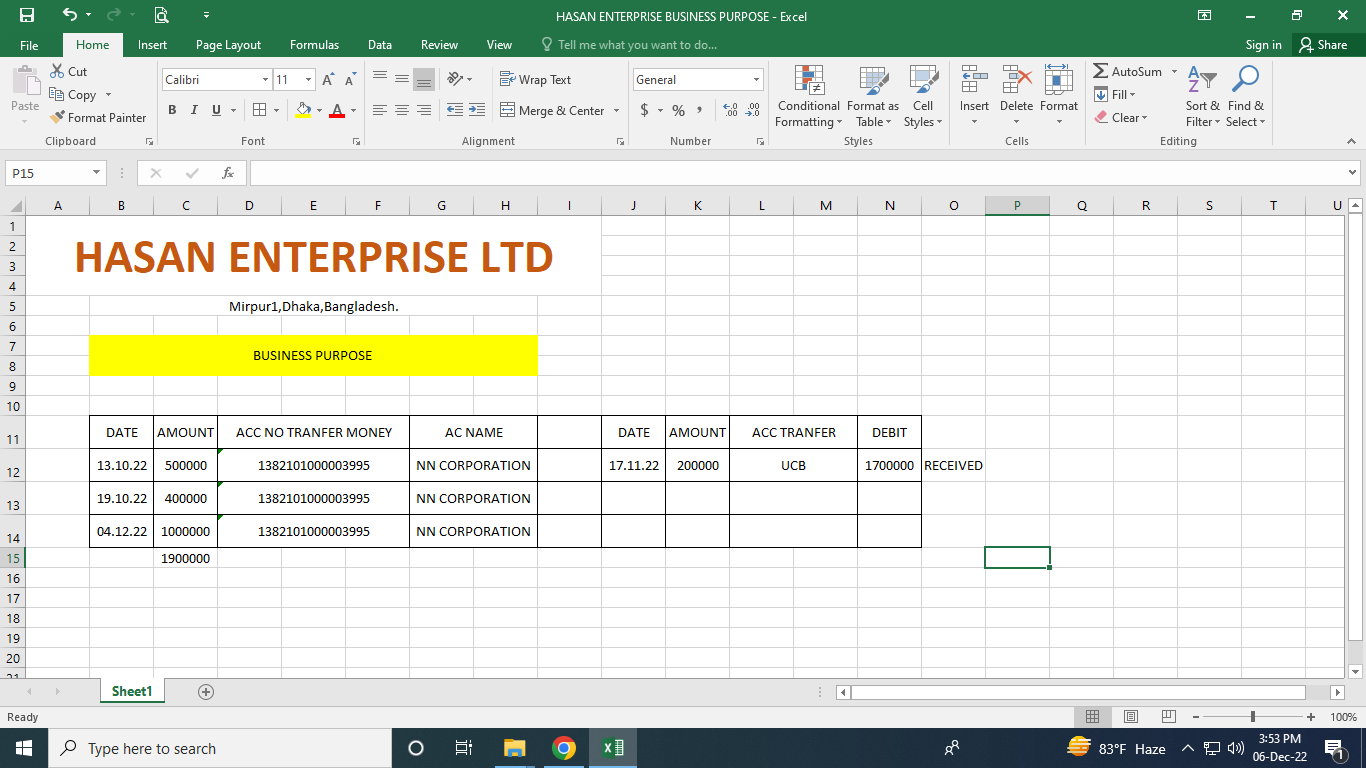 HASAN ENTERPRISE BUSINESS PURPOSE - Excel
File Home Insert Page Layout Formulas Data Review View Tell me what you want to do... Sign in Share
Paste Cut Copy Format Painter
Calibri 11 B I U A
Wrap Text Merge & Center
General $ % ,
Conditional Formatting Format as Table Cell Styles
Insert Delete Format
AutoSum Fill Clear Sort & Filter Find & Select
Clipboard Font Alignment Number Styles Cells Editing
P15 fx
A B C D E F G H I J K L M N O P Q R S T U
1
2 HASAN ENTERPRISE LTD
3
4
5 Mirpur1,Dhaka,Bangladesh.
6
7 BUSINESS PURPOSE
8
9
10
11 DATE AMOUNT ACC NO TRANFER MONEY AC NAME DATE AMOUNT ACC TRANFER DEBIT
12 13.10.22 500000 1382101000003995 NN CORPORATION 17.11.22 200000 UCB 1700000 RECEIVED
13 19.10.22 400000 1382101000003995 NN CORPORATION
14 04.12.22 1000000 1382101000003995 NN CORPORATION
15 1900000
16
17
18
19
20
21
Sheet1
Ready 100%
Type here to search 83°F Haze 3:53 PM
06-Dec-22 1